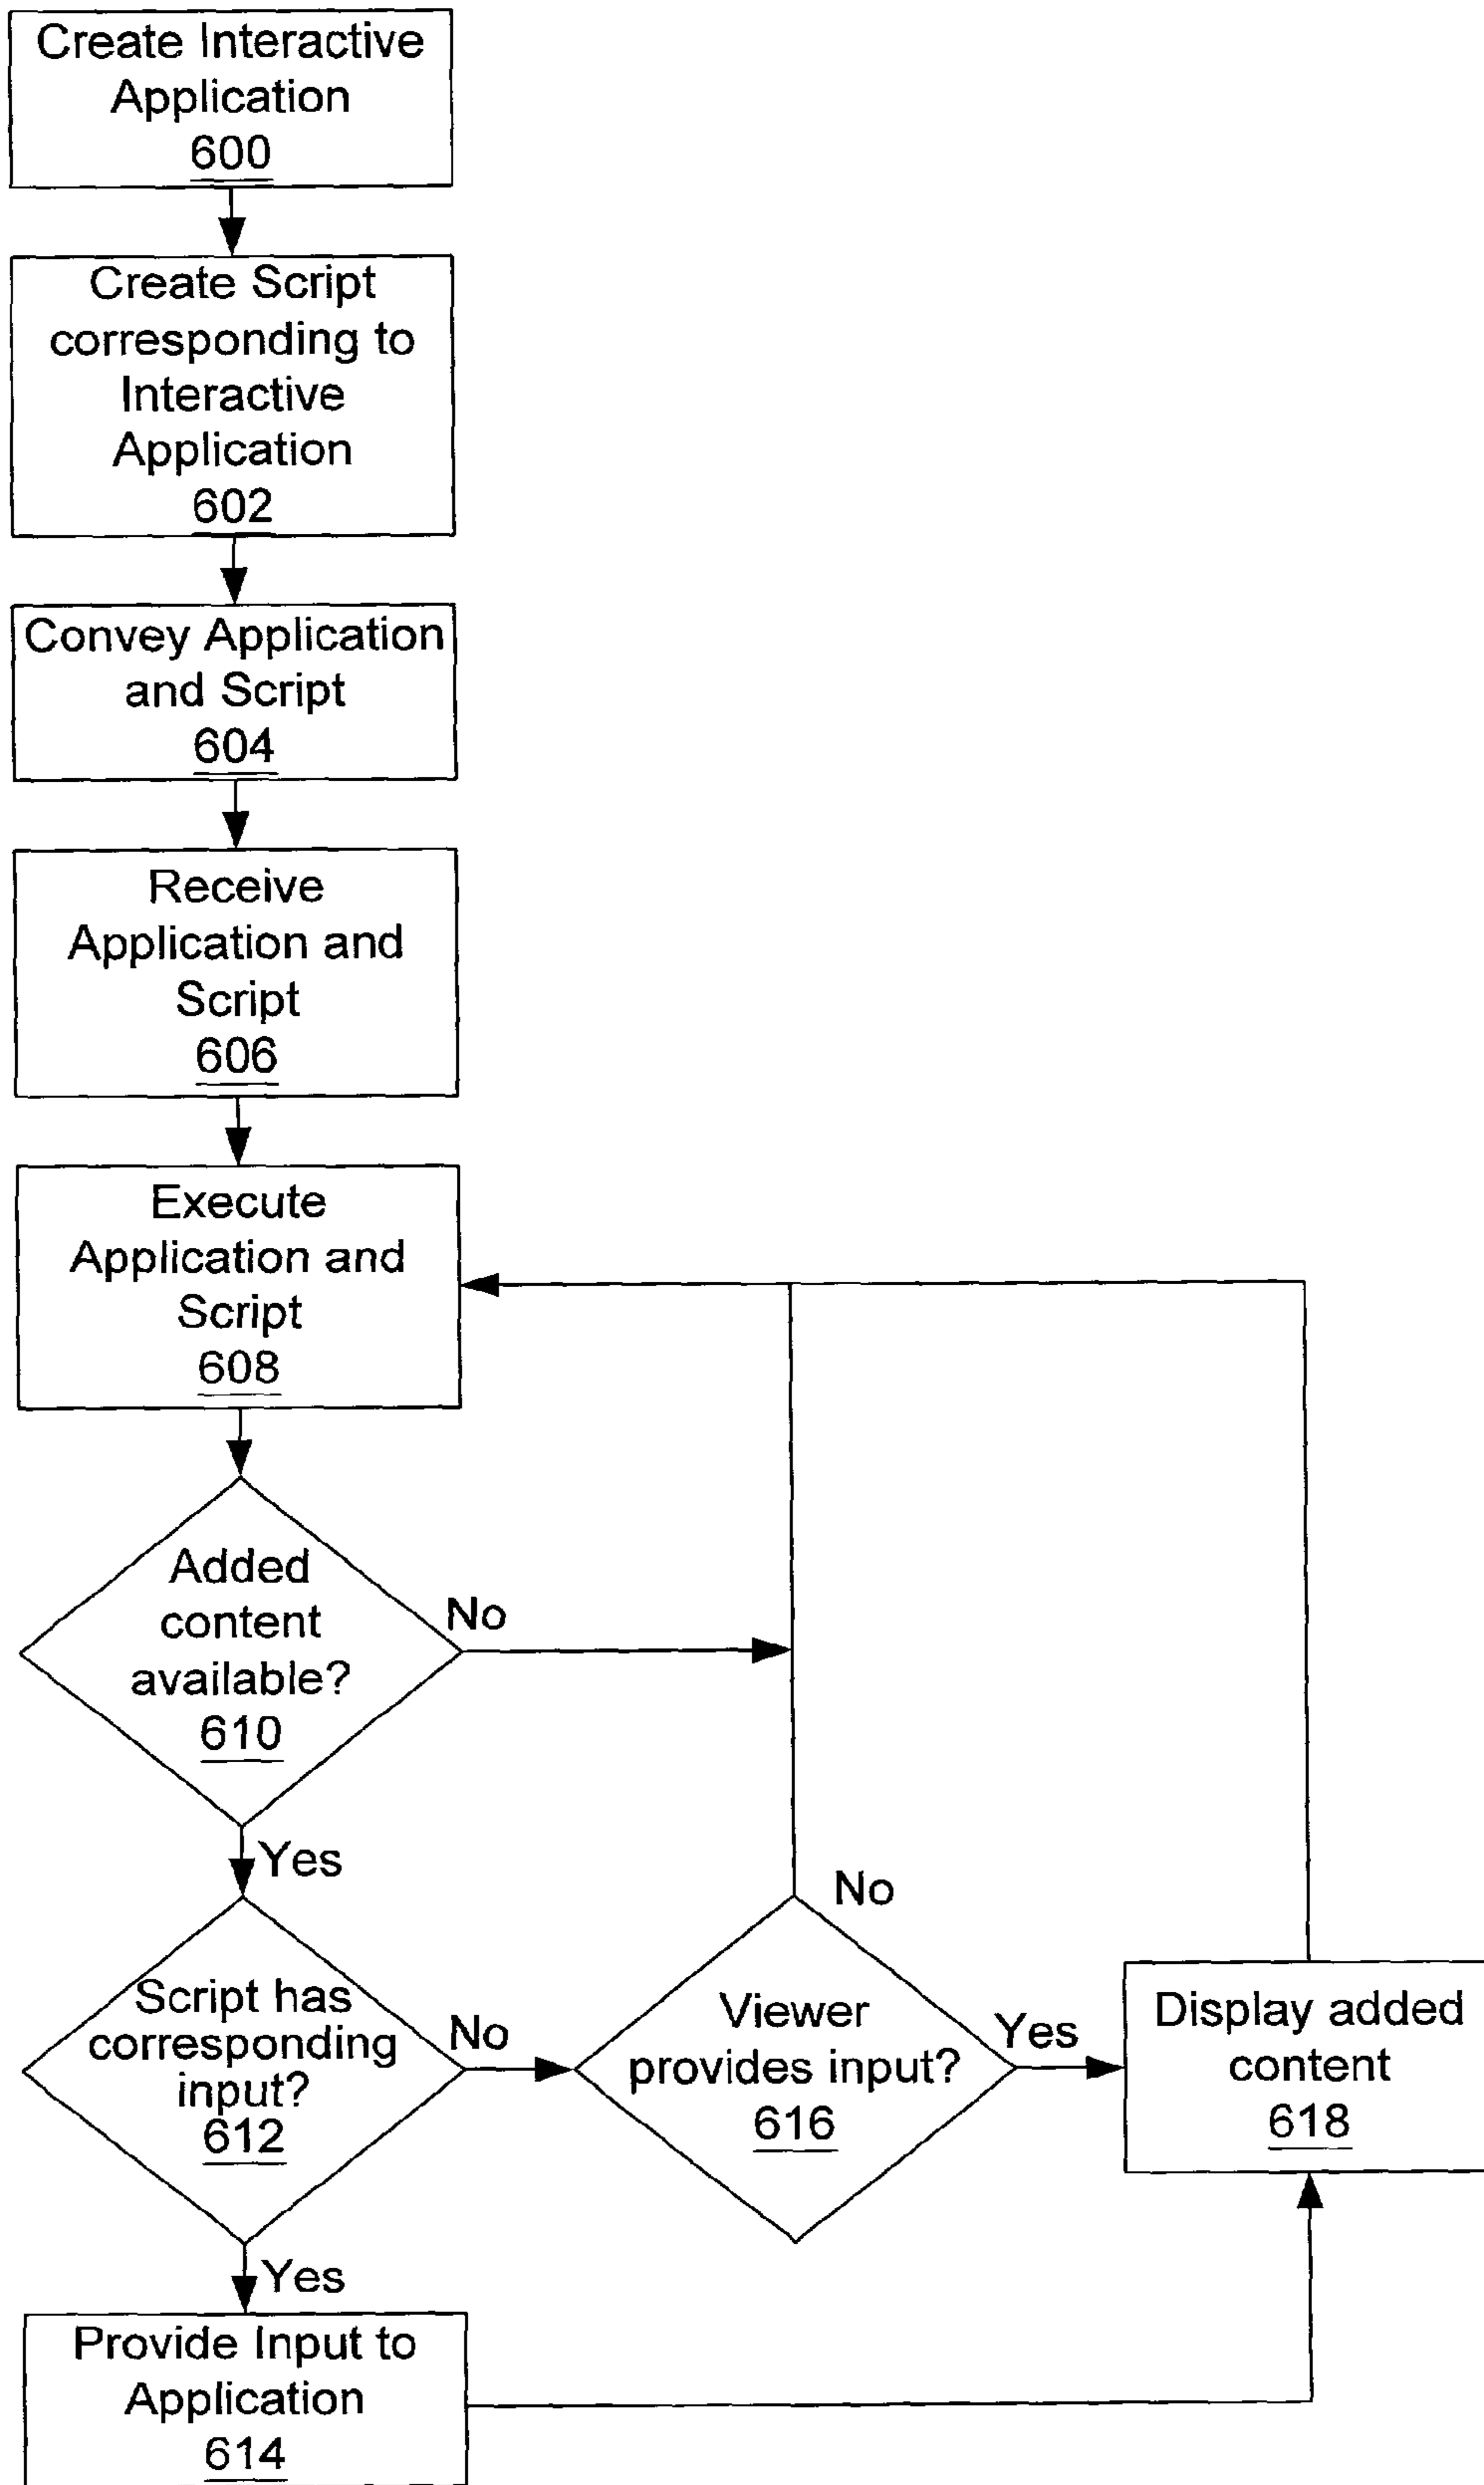 Create Interactive
Application
600
Create Script
corresponding to
Interactive
Application
602
Convey Application
and Script
604
Receive
Application and
Script
606
Execute
Application and
Script
608
Added
content
available?
610
No
Yes
Script has
corresponding
input?
612
No
Yes
Viewer
provides input?
616
No
Yes
Display added
content
618
Provide Input to
Application
614